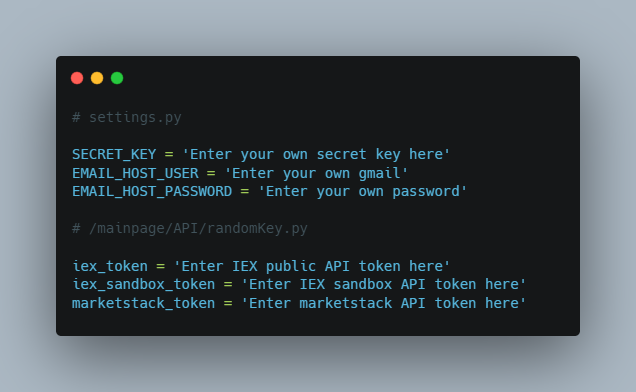 # settings.py
SECRET_KEY = 'Enter your own secret key here'
EMAIL_HOST_USER = 'Enter your own gmail'
EMAIL_HOST_PASSWORD = 'Enter your own password'
# /mainpage/API/randomKey.py
iex_token = 'Enter IEX public API token here'
iex_sandbox_token = 'Enter IEX sandbox API token here'
marketstack_token = 'Enter marketstack API token here'